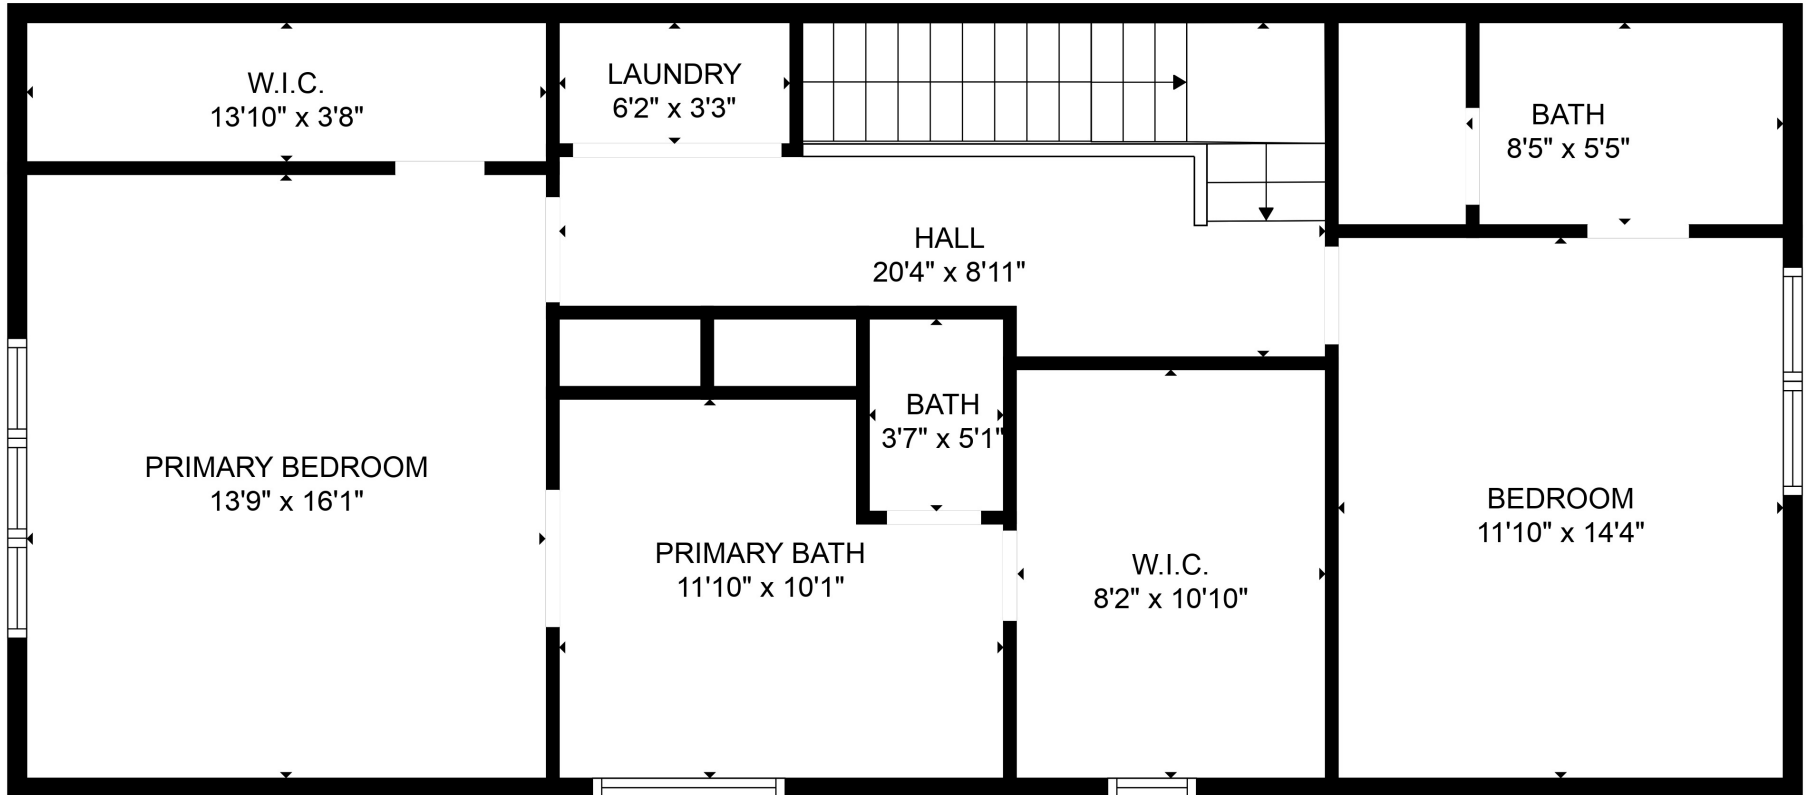 W.I.C.
13'10" x 3'8"
LAUNDRY
6'2" x 3'3"
BATH
8'5" x 5'5"
HALL
20'4" x 8'11"
PRIMARY BEDROOM
13'9" x 16'1"
BATH
3'7" x 5'1"
PRIMARY BATH
11'10" x 10'1"
W.I.C.
8'2" x 10'10"
BEDROOM
11'10" x 14'4"